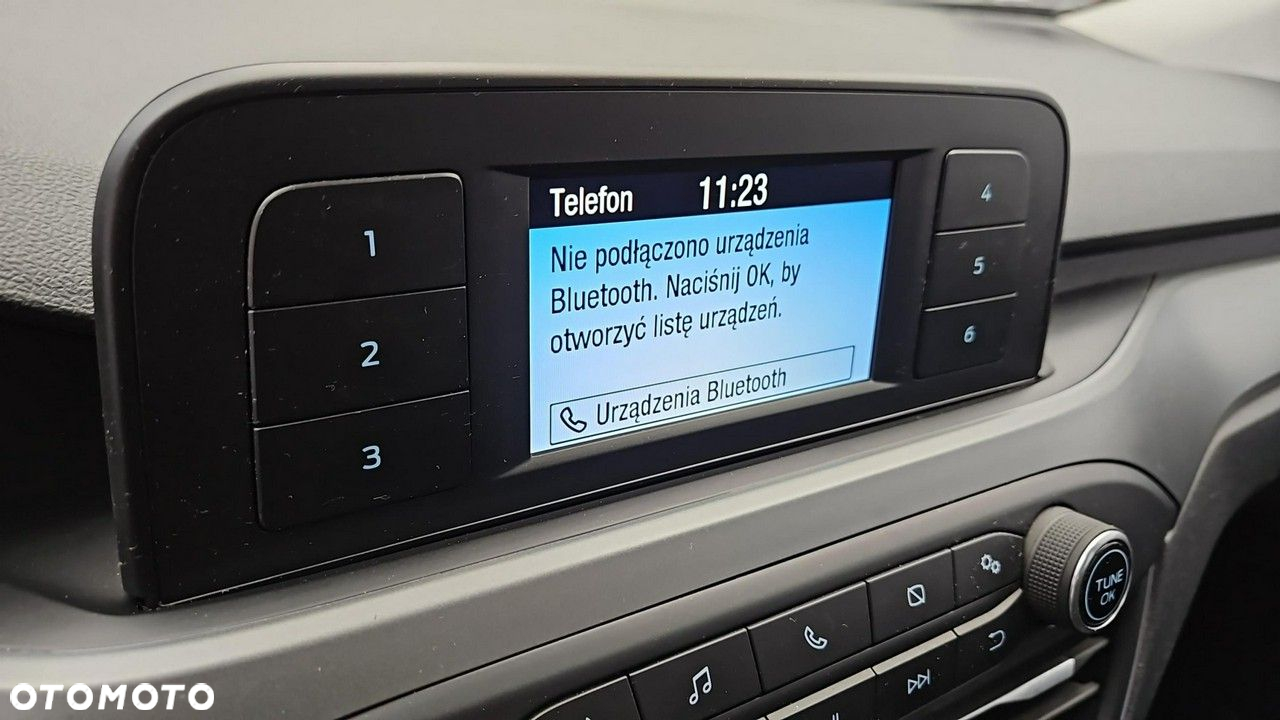 Telefon 11:23
Nie podłączono urządzenia
Bluetooth. Naciśnij OK, by
otworzyć listę urządzeń.
Urządzenia Bluetooth
1
2
3
4
5
6
TUNE
OK
OTOMOTO